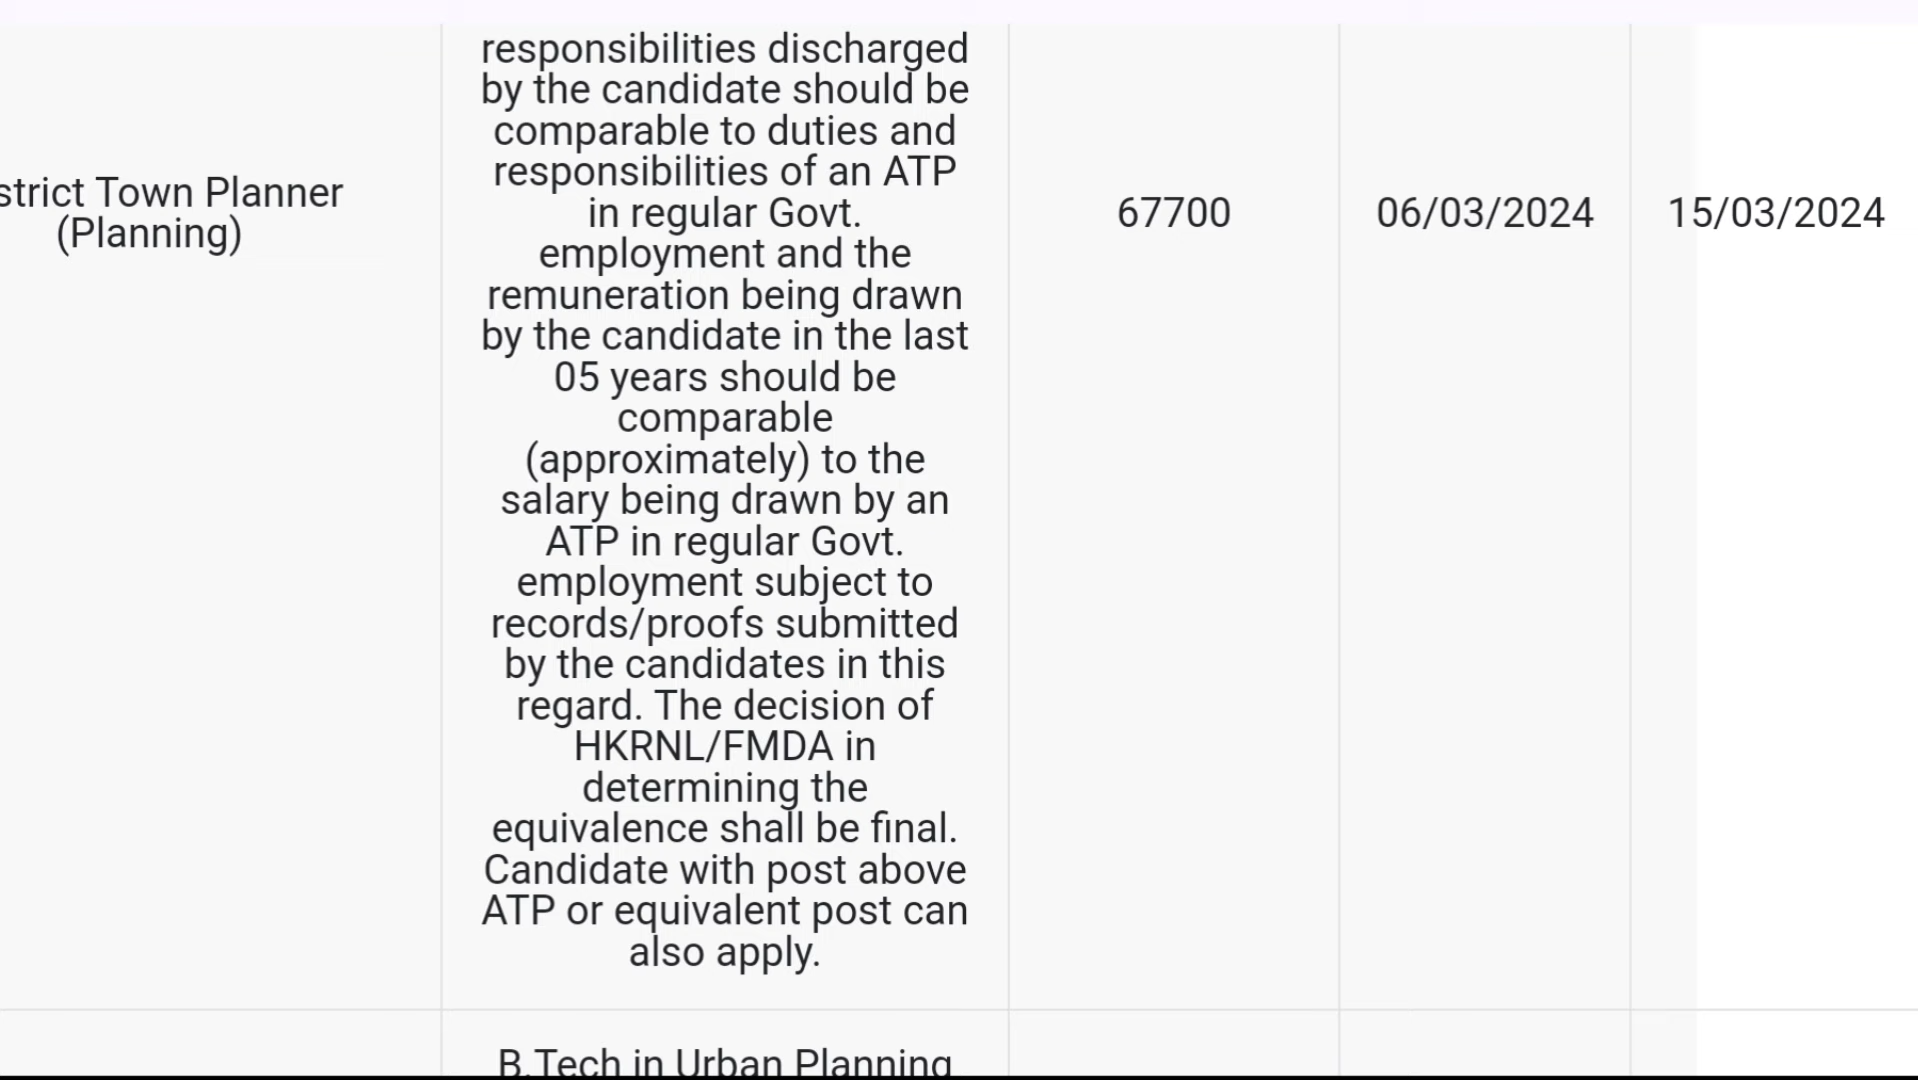 strict Town Planner
(Planning)
responsibilities discharged
by the candidate should be
comparable to duties and
responsibilities of an ATP
in regular Govt.
employment and the
remuneration being drawn
by the candidate in the last
05 years should be
comparable
(approximately) to the
salary being drawn by an
ATP in regular Govt.
employment subject to
records/proofs submitted
by the candidates in this
regard. The decision of
HKRNL/FMDA in
determining the
equivalence shall be final.
Candidate with post above
ATP or equivalent post can
also apply.
67700
06/03/2024
15/03/2024
B.Tech in Urban Planning